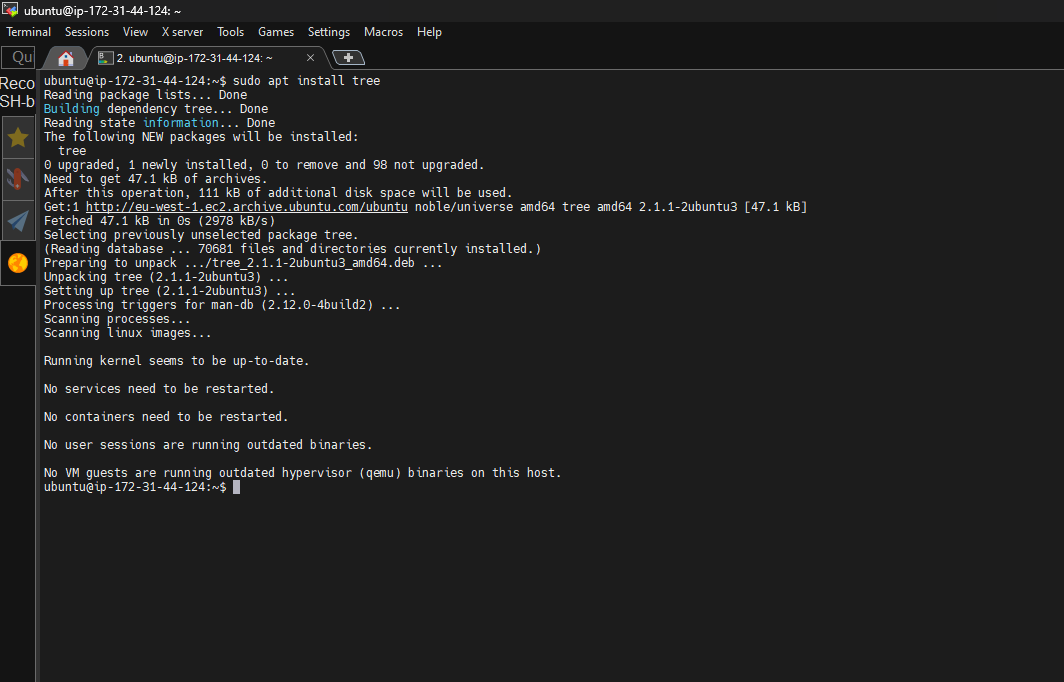 ubuntu@ip-172-31-44-124: ~
Terminal Sessions View X server Tools Games Settings Macros Help
Qu
2. ubuntu@ip-172-31-44-124: ~
Reco
SH-b
ubuntu@ip-172-31-44-124:~$ sudo apt install tree
Reading package lists... Done
Building dependency tree... Done
Reading state information... Done
The following NEW packages will be installed:
  tree
0 upgraded, 1 newly installed, 0 to remove and 98 not upgraded.
Need to get 47.1 kB of archives.
After this operation, 111 kB of additional disk space will be used.
Get:1 http://eu-west-1.ec2.archive.ubuntu.com/ubuntu noble/universe amd64 tree amd64 2.1.1-2ubuntu3 [47.1 kB]
Fetched 47.1 kB in 0s (2978 kB/s)
Selecting previously unselected package tree.
(Reading database ... 70681 files and directories currently installed.)
Preparing to unpack .../tree_2.1.1-2ubuntu3_amd64.deb ...
Unpacking tree (2.1.1-2ubuntu3) ...
Setting up tree (2.1.1-2ubuntu3) ...
Processing triggers for man-db (2.12.0-4build2) ...
Scanning processes...
Scanning linux images...
Running kernel seems to be up-to-date.
No services need to be restarted.
No containers need to be restarted.
No user sessions are running outdated binaries.
No VM guests are running outdated hypervisor (qemu) binaries on this host.
ubuntu@ip-172-31-44-124:~$